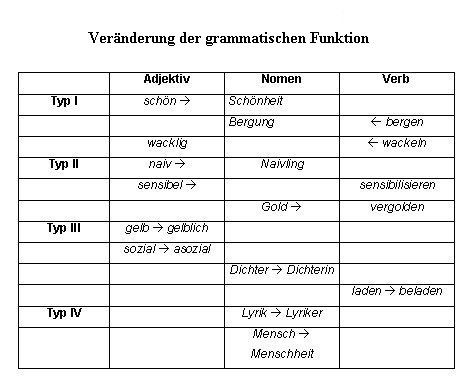 Veränderung der grammatischen Funktion
Adjektiv Nomen Verb
Typ I schön → Schönheit
Bergung ← bergen
wacklig ← wackeln
Typ II naiv → Naivling
sensibel → sensibilisieren
Gold → vergolden
Typ III gelb → gelblich
sozial → asozial
Dichter → Dichterin
laden → beladen
Typ IV Lyrik → Lyriker
Mensch →
Menschheit